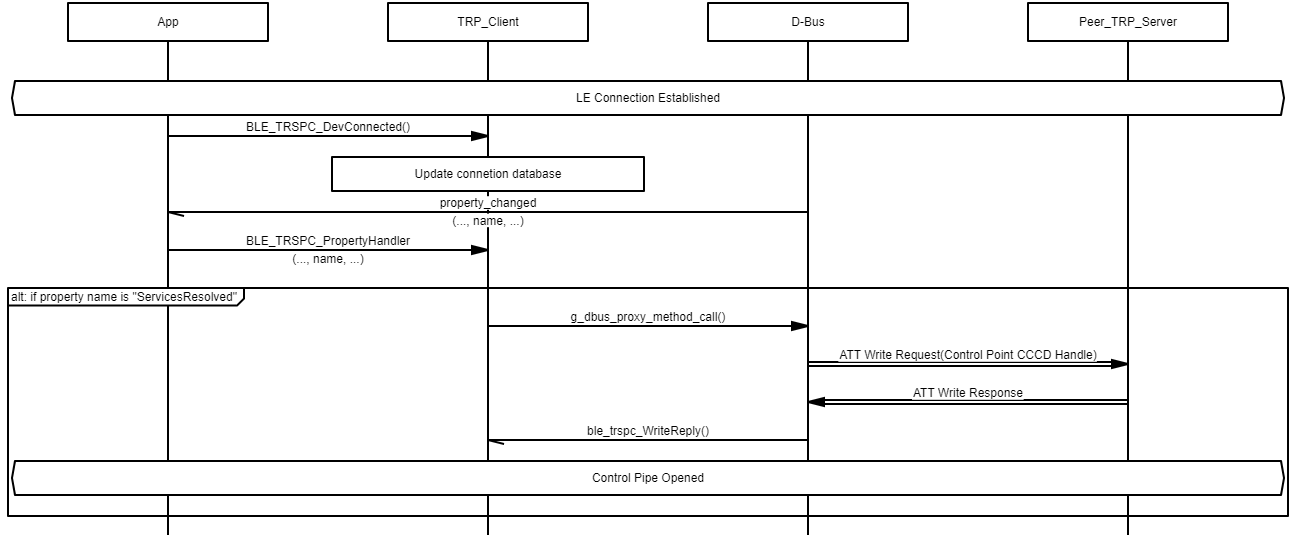 App
TRP_Client
D-Bus
Peer_TRP_Server
LE Connection Established
BLE_TRSPC_DevConnected()
Update connetion database
property_changed
(..., name, ...)
BLE_TRSPC_PropertyHandler
(..., name, ...)
alt: if property name is "ServicesResolved"
g_dbus_proxy_method_call()
ATT Write Request(Control Point CCCD Handle)
ATT Write Response
ble_trspc_WriteReply()
Control Pipe Opened